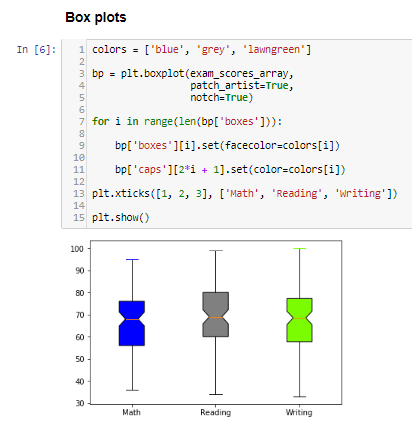 Box plots
In [6]:
1 colors = ['blue', 'grey', 'lawngreen']
2
3 bp = plt.boxplot(exam_scores_array,
4                  patch_artist=True,
5                  notch=True)
6
7 for i in range(len(bp['boxes'])):
8
9     bp['boxes'][i].set(facecolor=colors[i])
10
11     bp['caps'][2*i + 1].set(color=colors[i])
12
13 plt.xticks([1, 2, 3], ['Math', 'Reading', 'Writing'])
14
15 plt.show()
100
90
80
70
60
50
40
30
Math Reading Writing